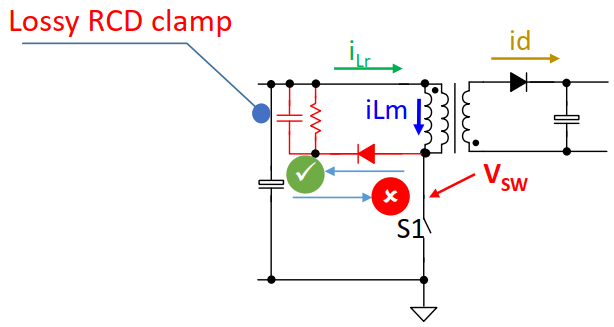 Lossy RCD clamp
iLr
id
iLm
VSW
S1